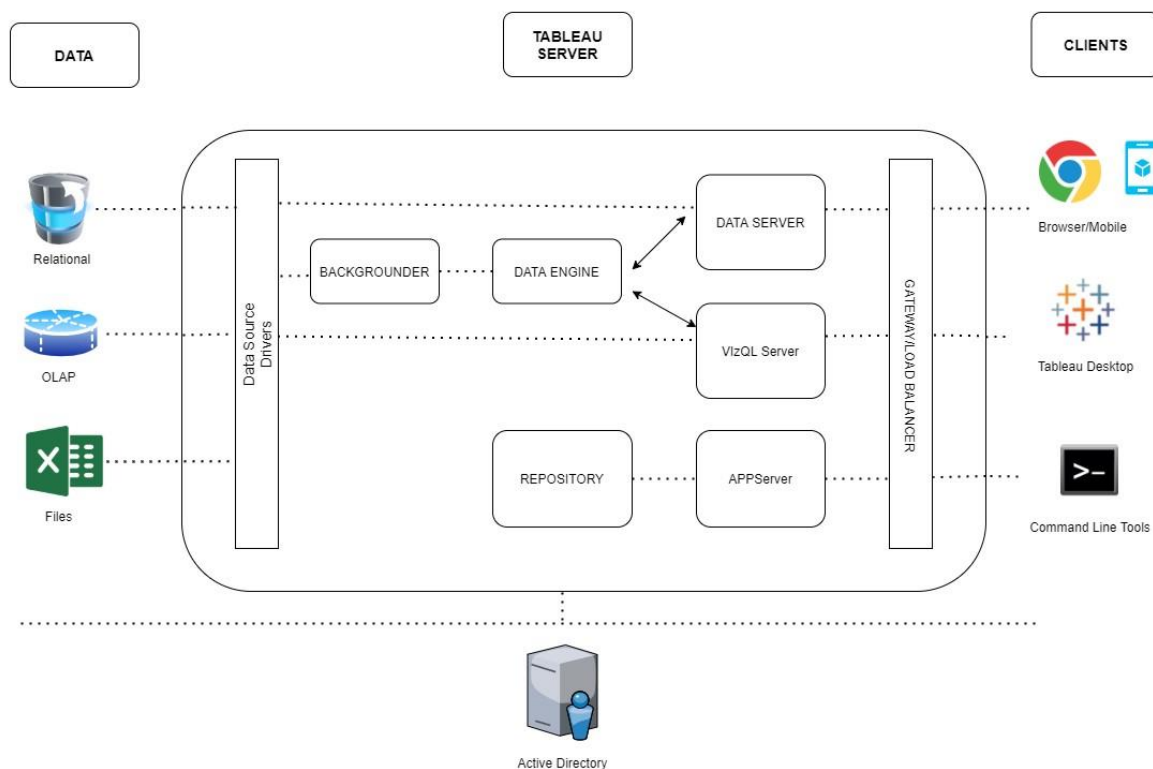 DATA
TABLEAU
SERVER
CLIENTS
Relational
OLAP
Files
Data Source
Drivers
BACKGROUNDER
DATA ENGINE
DATA SERVER
VIzQL Server
REPOSITORY
APPServer
GATEWAY/LOAD BALANCER
Browser/Mobile
Tableau Desktop
>-
Command Line Tools
X
Active Directory